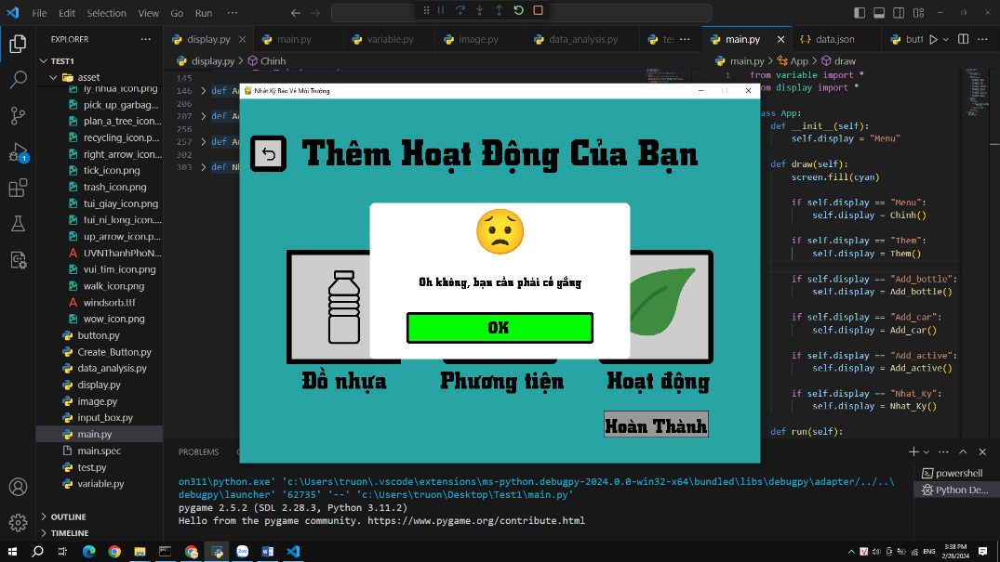 File Edit Selection View Go Run ···
EXPLORER ···
TEST1
asset
ly_nhua_icon.png
pick_up_garbag...
plan_a_tree_icon...
recycling_icon.p...
right_arrow_icon...
tick_icon.png
trash_icon.png
tui_giay_icon.png
tui_ni_long_icon....
up_arrow_icon.p...
UVNThanhPhoN...
vui_tim_icon.png
walk_icon.png
windsorb.ttf
wow_icon.png
button.py
Create_Button.py
data_analysis.py
display.py
image.py
input_box.py
main.py
main.spec
test.py
variable.py
OUTLINE
TIMELINE
1
display.py main.py variable.py image.py data_analysis.py
display.py > Chinh
145
146 def A
206
207 def A
256
257 def A
302
303 def N
Nhật Ký Bảo Vệ Môi Trường
Thêm Hoạt Động Của Bạn
Oh không, bạn cần phải cố gắng
OK
Đồ nhựa
Phương tiện
Hoạt động
Hoàn Thành
main.py data.json
main.py > App > draw
1 from variable import *
om display import *
ass App:
def __init__(self):
self.display = "Menu"
def draw(self):
screen.fill(cyan)
if self.display == "Menu":
self.display = Chinh()
if self.display == "Them":
self.display = Them()
if self.display == "Add_bottle":
self.display = Add_bottle()
if self.display == "Add_car":
self.display = Add_car()
if self.display == "Add_active":
self.display = Add_active()
if self.display == "Nhat_Ky":
self.display = Nhat_Ky()
def run(self):
PROBLEMS
on311\python.exe' 'c:\Users\truon\.vscode\extensions\ms-python.debugpy-2024.0.0-win32-x64\bundled\libs\debugpy\adapter/../..\
debugpy\launcher' '62735' '--' 'c:\Users\truon\Desktop\Test1\main.py'
pygame 2.5.2 (SDL 2.28.3, Python 3.11.2)
Hello from the pygame community. https://www.pygame.org/contribute.html
powershell
Python De...
ENG
3:38 PM
2/28/2024